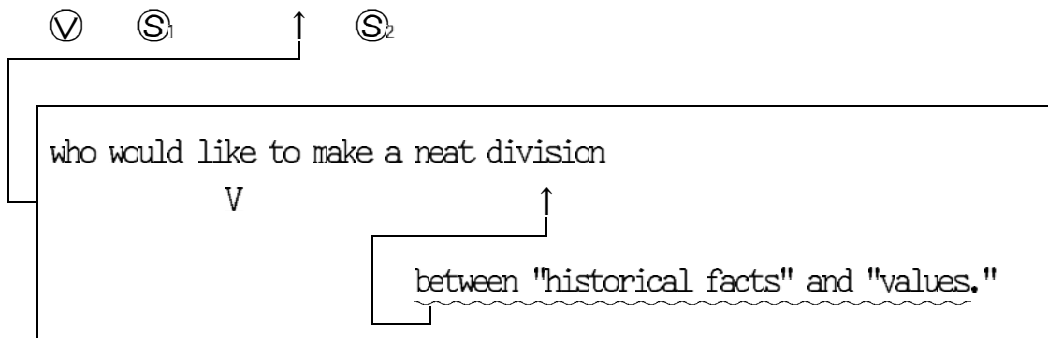 Ⓥ Ⓢ1 ↑ Ⓢ2
who would like to make a neat division
V ↑
between "historical facts" and "values."